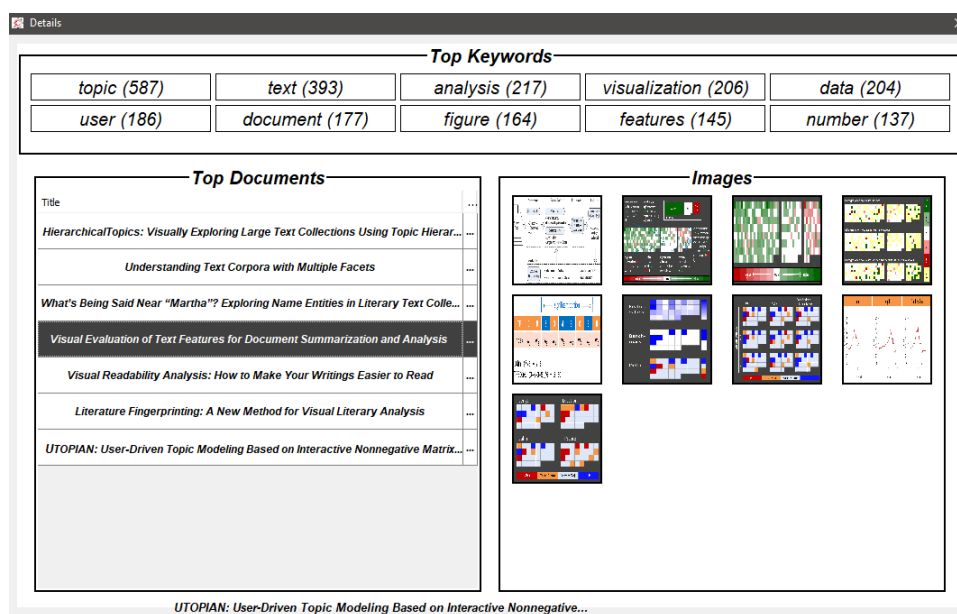 Details
Top Keywords
topic (587) text (393) analysis (217) visualization (206) data (204)
user (186) document (177) figure (164) features (145) number (137)
Top Documents
Title ...
HierarchicalTopics: Visually Exploring Large Text Collections Using Topic Hierar... ...
Understanding Text Corpora with Multiple Facets ...
What's Being Said Near “Martha”? Exploring Name Entities in Literary Text Colle... ...
Visual Evaluation of Text Features for Document Summarization and Analysis ...
Visual Readability Analysis: How to Make Your Writings Easier to Read ...
Literature Fingerprinting: A New Method for Visual Literary Analysis ...
UTOPIAN: User-Driven Topic Modeling Based on Interactive Nonnegative Matrix... ...
Images
UTOPIAN: User-Driven Topic Modeling Based on Interactive Nonnegative...